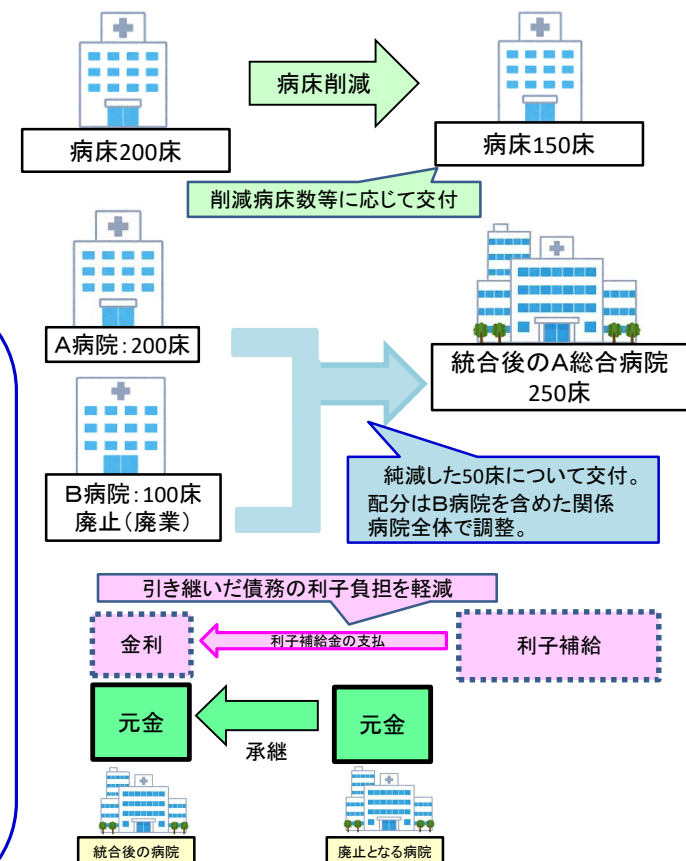 病床削減
病床200床
病床150床
削減病床数等に応じて交付
A病院:200床
統合後のA総合病院
250床
B病院:100床
廃止(廃業)
純減した50床について交付。
配分はB病院を含めた関係
病院全体で調整。
引き継いだ債務の利子負担を軽減
金利
利子補給金の支払
利子補給
元金
元金
承継
統合後の病院
廃止となる病院